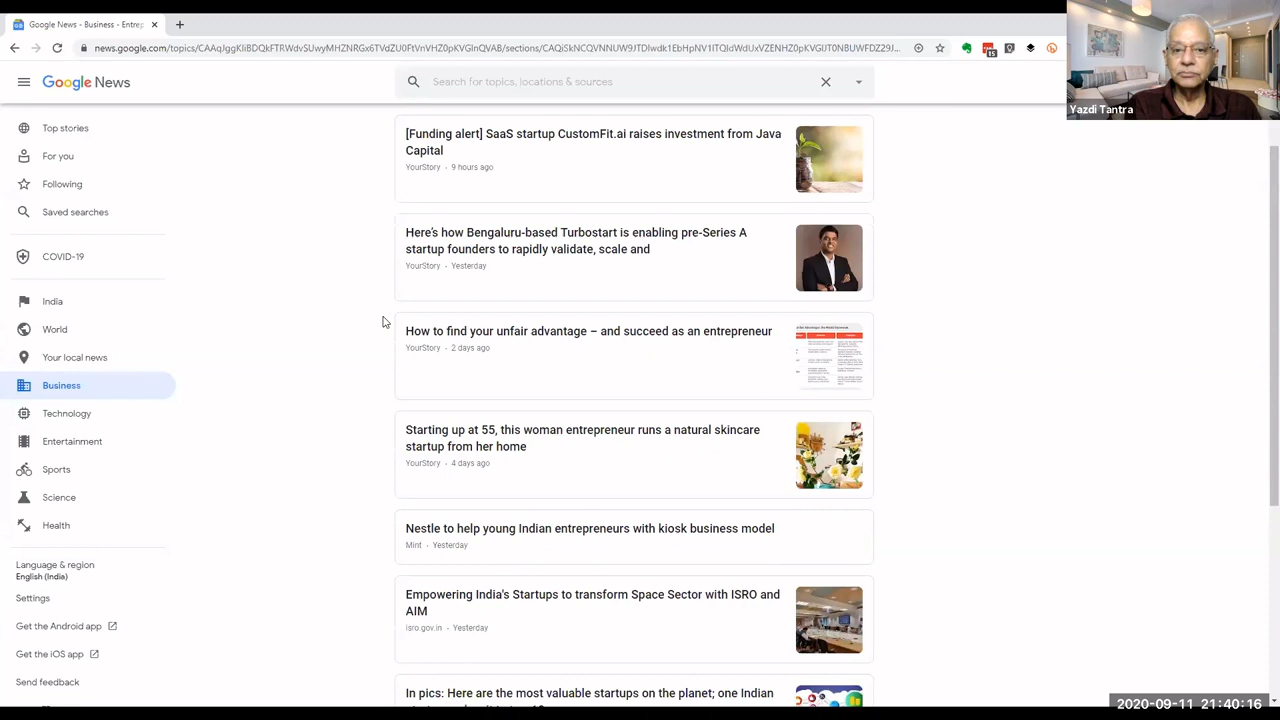 Google News - Business - Entrep
news.google.com/topics/
Google News
Search for topics, locations & sources
Yazdi Tantra
Top stories
For you
Following
Saved searches
COVID-19
India
World
Your local news
Business
Technology
Entertainment
Sports
Science
Health
Language & region
English (India)
Settings
Get the Android app
Get the iOS app
Send feedback
[Funding alert] SaaS startup CustomFit.ai raises investment from Java
Capital
YourStory · 9 hours ago
Here's how Bengaluru-based Turbostart is enabling pre-Series A
startup founders to rapidly validate, scale and
YourStory · Yesterday
How to find your unfair advantage – and succeed as an entrepreneur
YourStory · 2 days ago
Starting up at 55, this woman entrepreneur runs a natural skincare
startup from her home
YourStory · 4 days ago
Nestle to help young Indian entrepreneurs with kiosk business model
Mint · Yesterday
Empowering India's Startups to transform Space Sector with ISRO and
AIM
isro.gov.in · Yesterday
In pics: Here are the most valuable startups on the planet; one Indian
2020-09-11 21:40:16